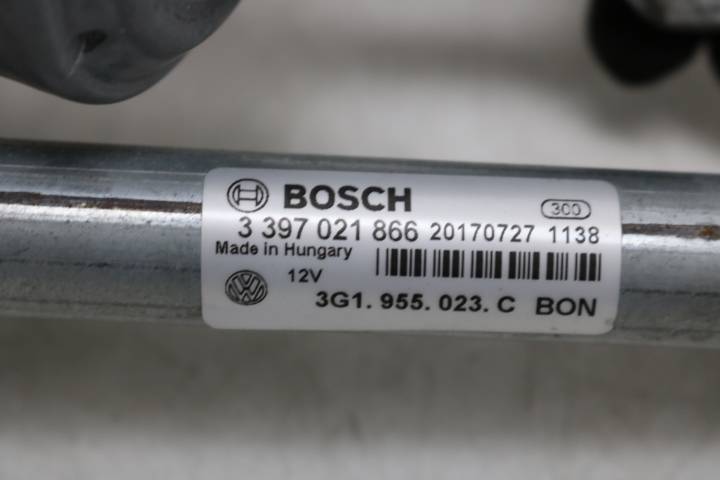 BOSCH 300
3 397 021 866 20170727 1138
Made in Hungary
12V
3G1. 955. 023. C BON